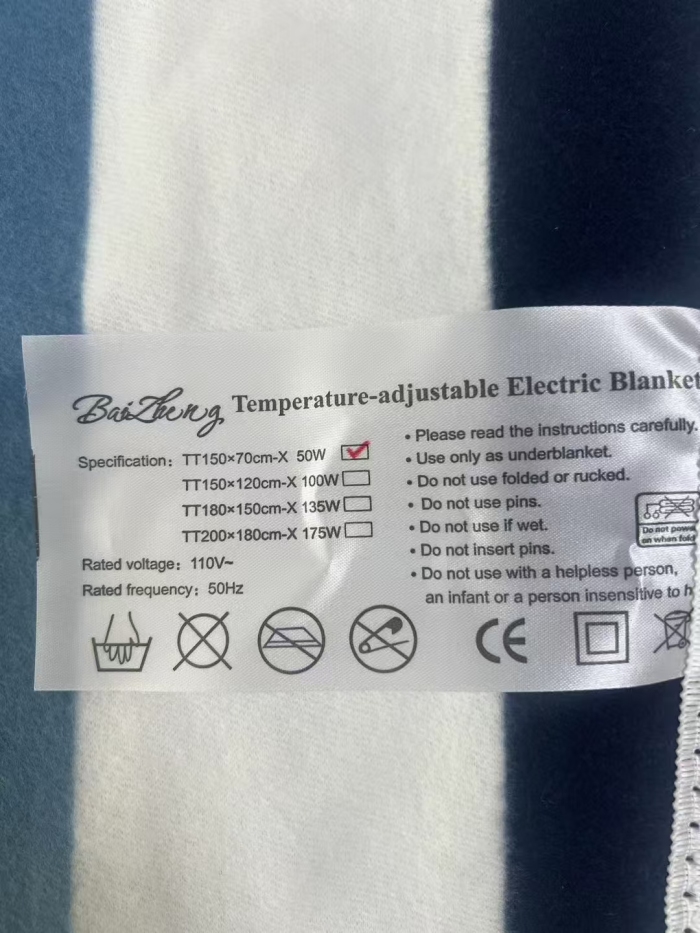 BaiZheng Temperature-adjustable Electric Blanket
Specification: TT150×70cm-X 50W
TT150×120cm-X 100W
TT180×150cm-X 135W
TT200×180cm-X 175W
Rated voltage: 110V~
Rated frequency: 50Hz
• Please read the instructions carefully.
• Use only as underblanket.
• Do not use folded or rucked.
• Do not use pins.
• Do not use if wet.
• Do not insert pins.
• Do not use with a helpless person,
an infant or a person insensitive to h
Do not powe
on when fold
CE